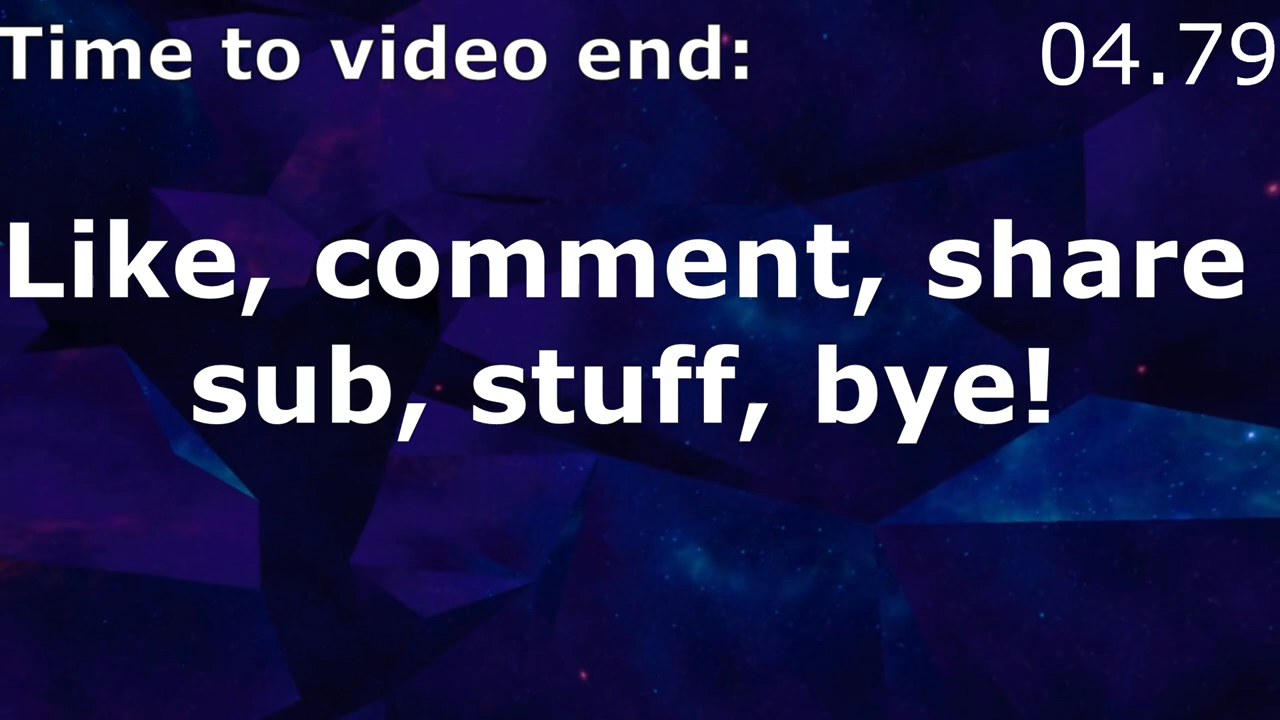 Time to video end: 04.79
Like, comment, share
sub, stuff, bye!